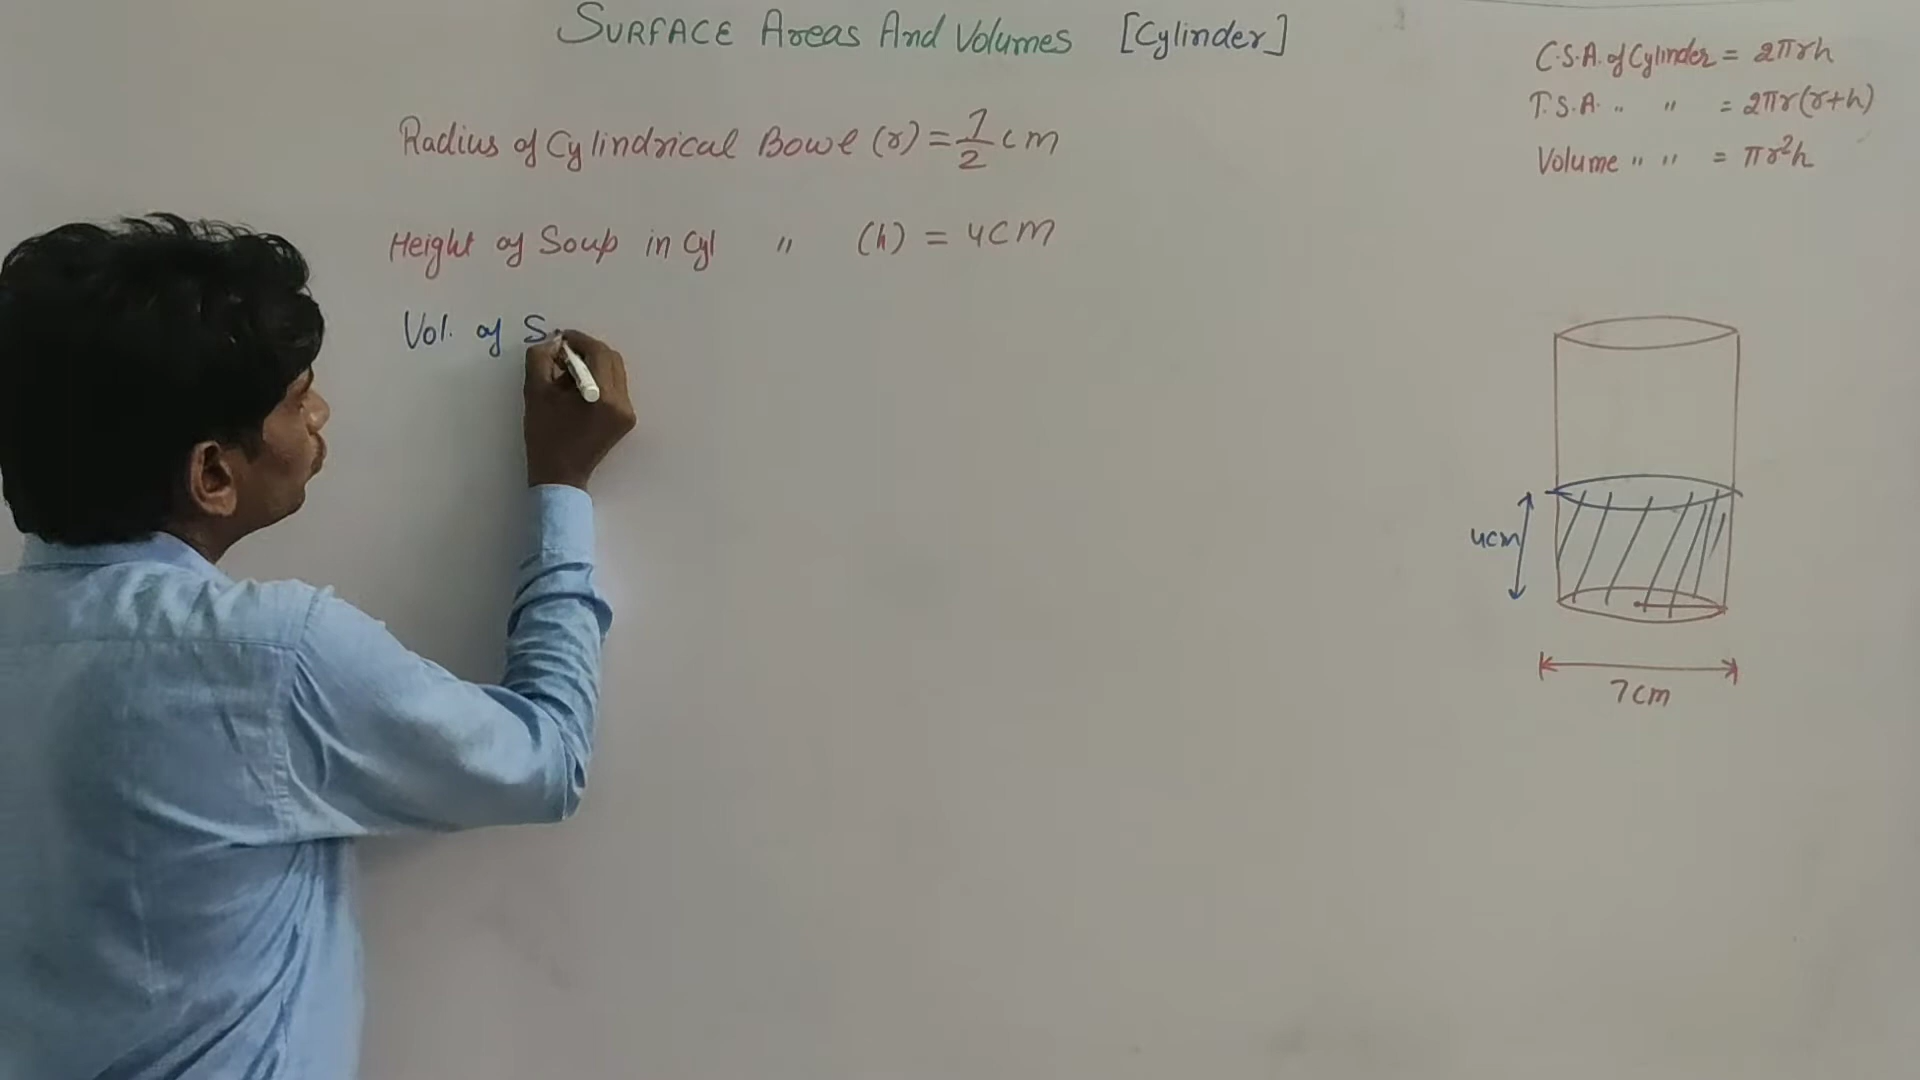 SURFACE Areas And Volumes [Cylinder]
C.S.A. of Cylinder = 2πrh
T.S.A. " " = 2πr(r+h)
Volume " " = πr²h
Radius of Cylindrical Bowl (r) = 7/2 cm
Height of Soup in Cyl " (h) = 4cm
Vol. of S
4cm
7cm